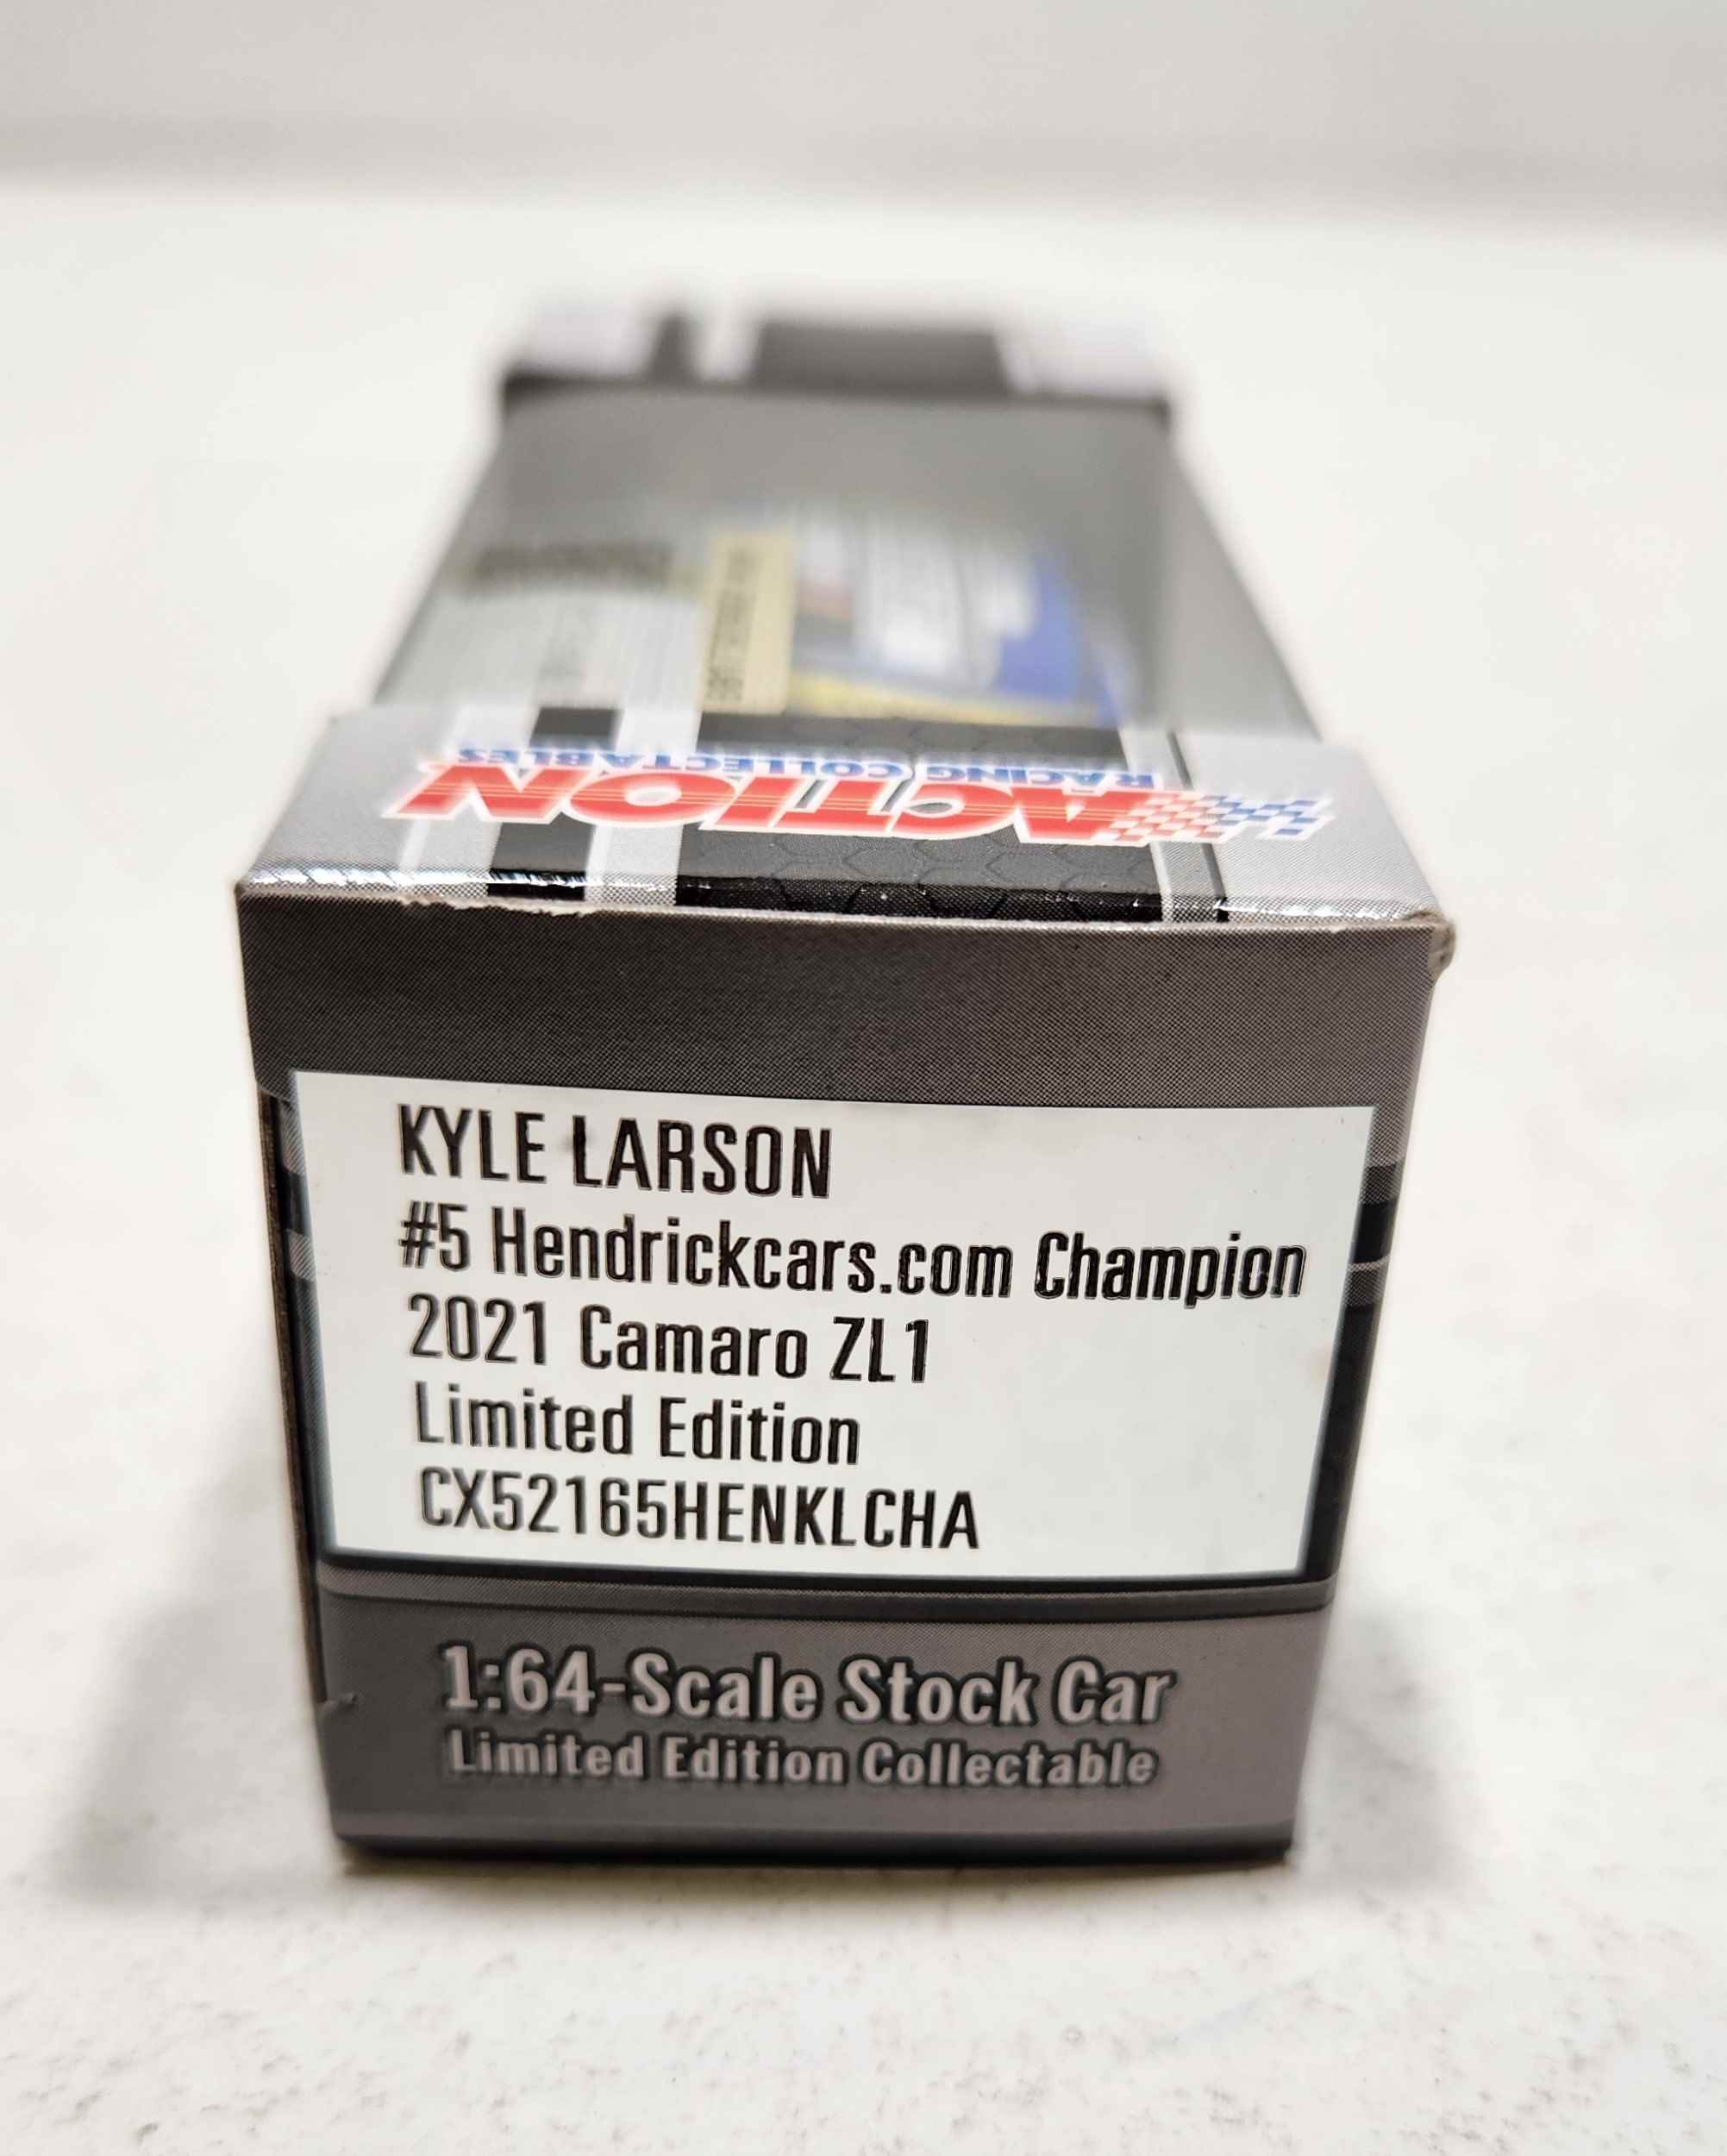 ACTION
RACING COLLECTABLES
KYLE LARSON
#5 Hendrickcars.com Champion
2021 Camaro ZL1
Limited Edition
CX52165HENKLCHA
1:64-Scale Stock Car
Limited Edition Collectable